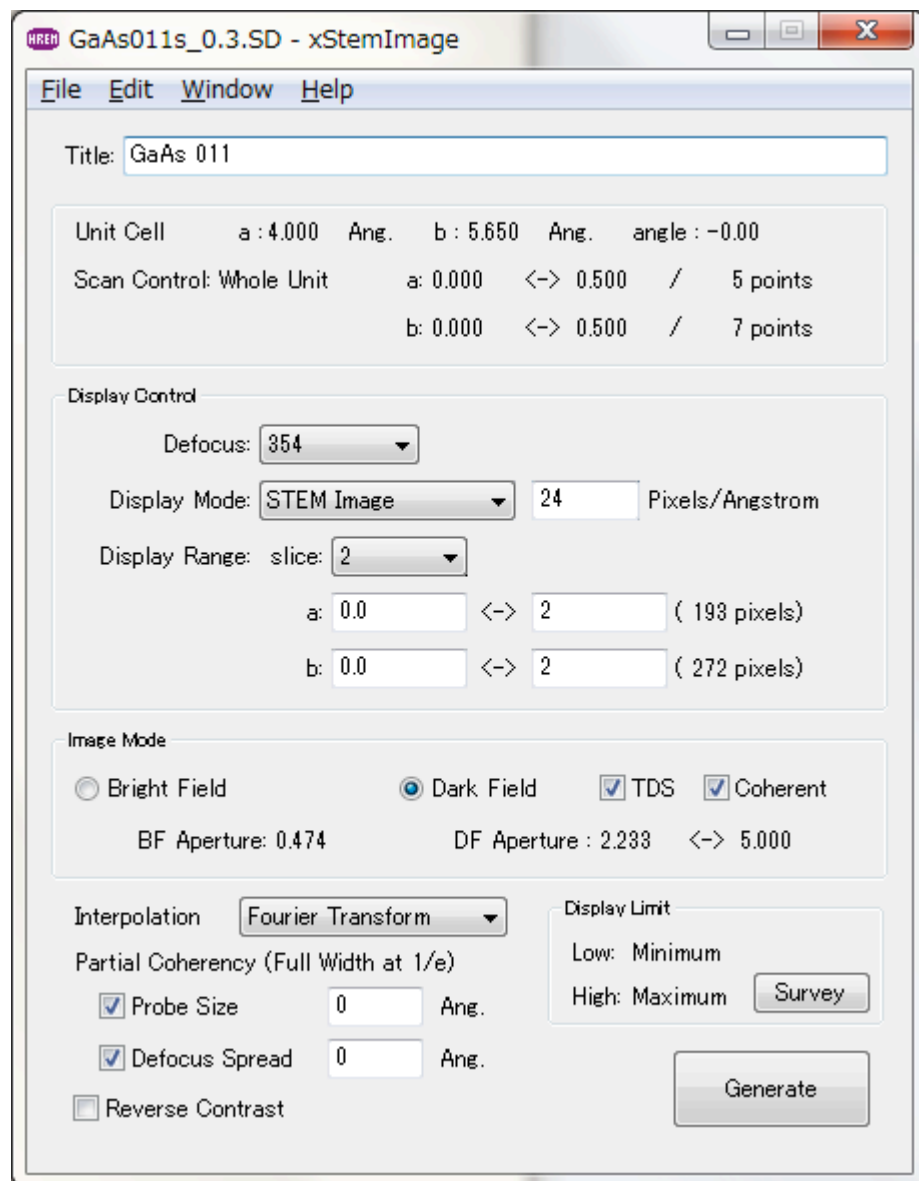 HREM GaAs011s_0.3.SD - xStemImage
File Edit Window Help
Title: GaAs 011
Unit Cell a : 4.000 Ang. b : 5.650 Ang. angle : -0.00
Scan Control: Whole Unit a: 0.000 <-> 0.500 / 5 points
b: 0.000 <-> 0.500 / 7 points
Display Control
Defocus: 354
Display Mode: STEM Image 24 Pixels/Angstrom
Display Range: slice: 2
a: 0.0 <-> 2 ( 193 pixels)
b: 0.0 <-> 2 ( 272 pixels)
Image Mode
Bright Field Dark Field TDS Coherent
BF Aperture: 0.474 DF Aperture : 2.233 <-> 5.000
Interpolation Fourier Transform
Display Limit
Low: Minimum
High: Maximum Survey
Partial Coherency (Full Width at 1/e)
Probe Size 0 Ang.
Defocus Spread 0 Ang.
Reverse Contrast
Generate